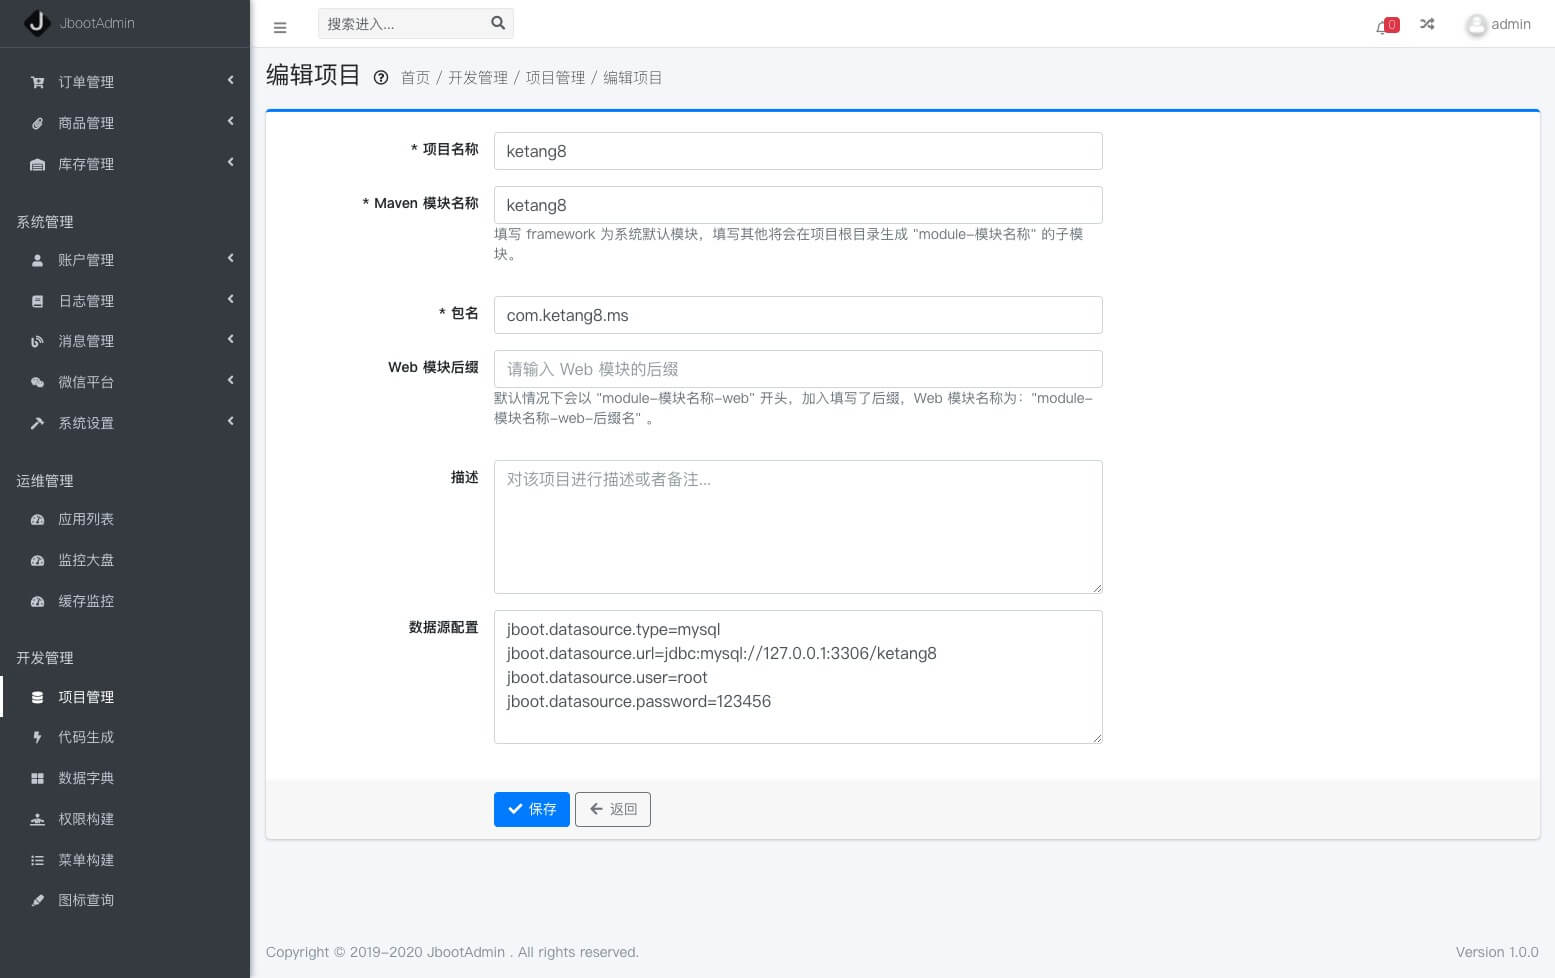 JbootAdmin
订单管理
商品管理
库存管理
系统管理
账户管理
日志管理
消息管理
微信平台
系统设置
运维管理
应用列表
监控大盘
缓存监控
开发管理
项目管理
代码生成
数据字典
权限构建
菜单构建
图标查询
搜索进入...
0
admin
编辑项目 首页 / 开发管理 / 项目管理 / 编辑项目
* 项目名称 ketang8
* Maven 模块名称 ketang8
填写 framework 为系统默认模块，填写其他将会在项目根目录生成 "module-模块名称" 的子模
块。
* 包名 com.ketang8.ms
Web 模块后缀 请输入 Web 模块的后缀
默认情况下会以 "module-模块名称-web" 开头，加入填写了后缀，Web 模块名称为："module-
模块名称-web-后缀名" 。
描述 对该项目进行描述或者备注...
数据源配置 jboot.datasource.type=mysql
jboot.datasource.url=jdbc:mysql://127.0.0.1:3306/ketang8
jboot.datasource.user=root
jboot.datasource.password=123456
保存 返回
Copyright © 2019-2020 JbootAdmin . All rights reserved. Version 1.0.0